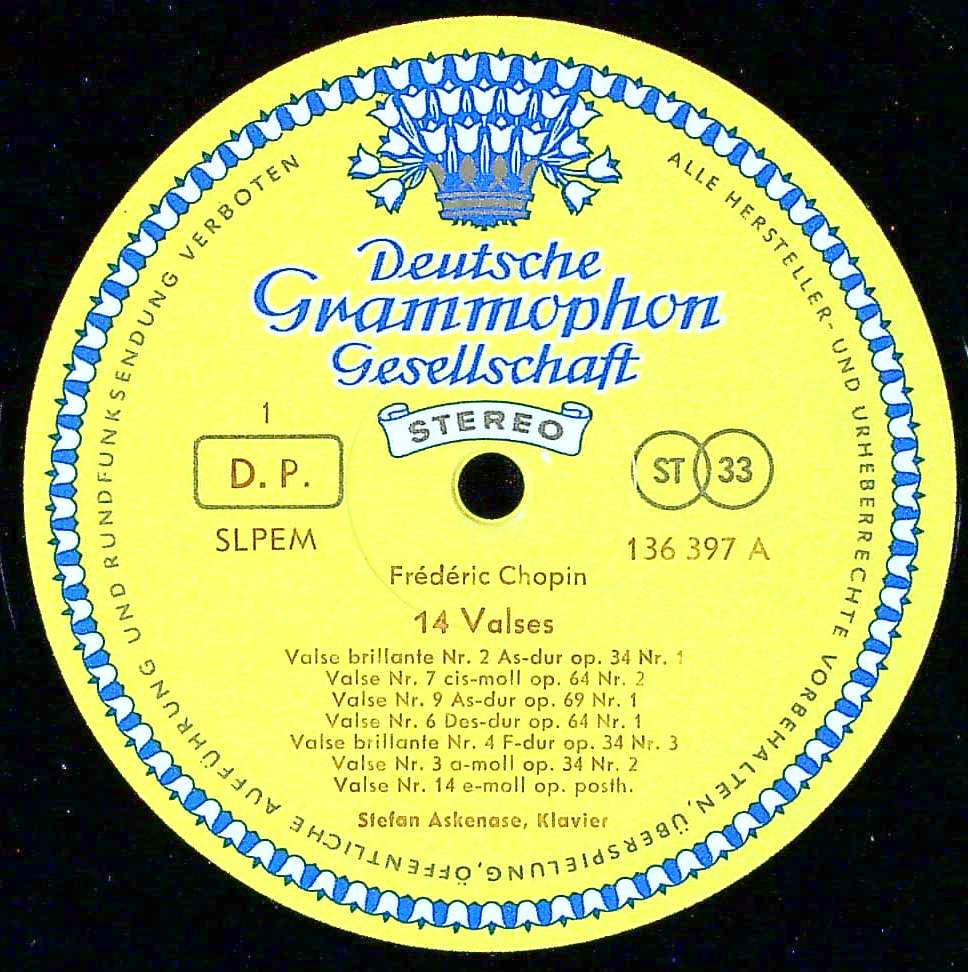 Deutsche
Grammophon
Gesellschaft
STEREO
1
D. P.
SLPEM
ST 33
136 397 A
Frédéric Chopin
14 Valses
Valse brillante Nr. 2 As-dur op. 34 Nr. 1
Valse Nr. 7 cis-moll op. 64 Nr. 2
Valse Nr. 9 As-dur op. 69 Nr. 1
Valse Nr. 6 Des-dur op. 64 Nr. 1
Valse brillante Nr. 4 F-dur op. 34 Nr. 3
Valse Nr. 3 a-moll op. 34 Nr. 2
Valse Nr. 14 e-moll op. posth.
Stefan Askenase, Klavier
ALLE HERSTELLER- UND URHEBERRECHTE VORBEHALTEN, ÜBERSPIELUNG, ÖFFENTLICHE AUFFÜHRUNG UND RUNDFUNKSENDUNG VERBOTEN